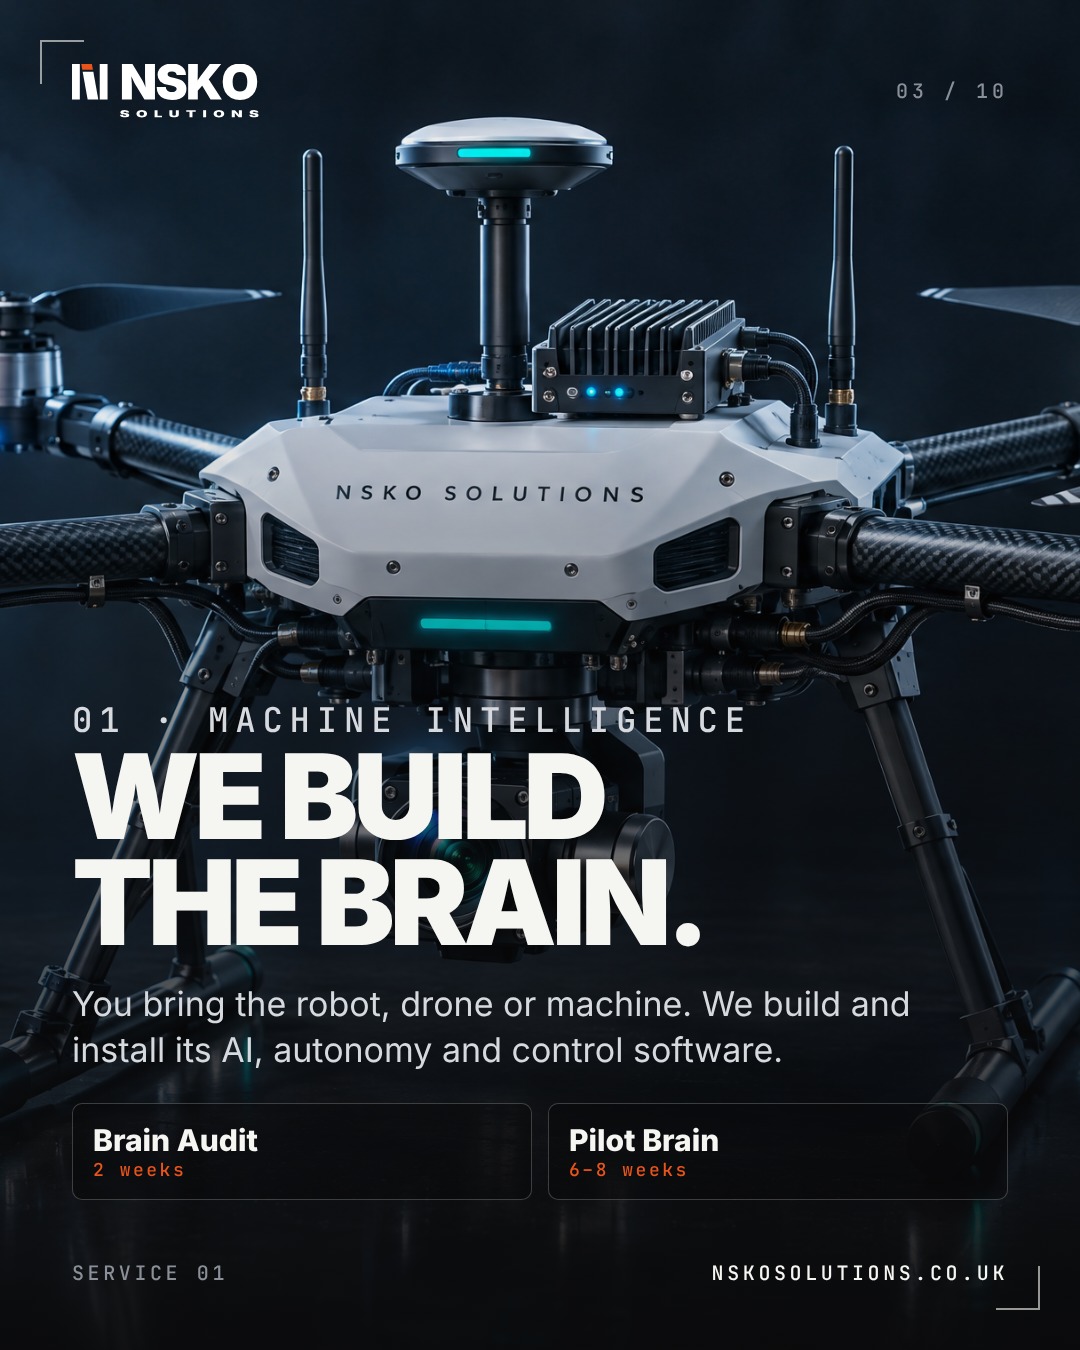 NSKO
SOLUTIONS
03 / 10
NSKO SOLUTIONS
01 · MACHINE INTELLIGENCE
WE BUILD
THE BRAIN.
You bring the robot, drone or machine. We build and
install its AI, autonomy and control software.
Brain Audit
2 weeks
Pilot Brain
6–8 weeks
SERVICE 01
NSKOSOLUTIONS.CO.UK